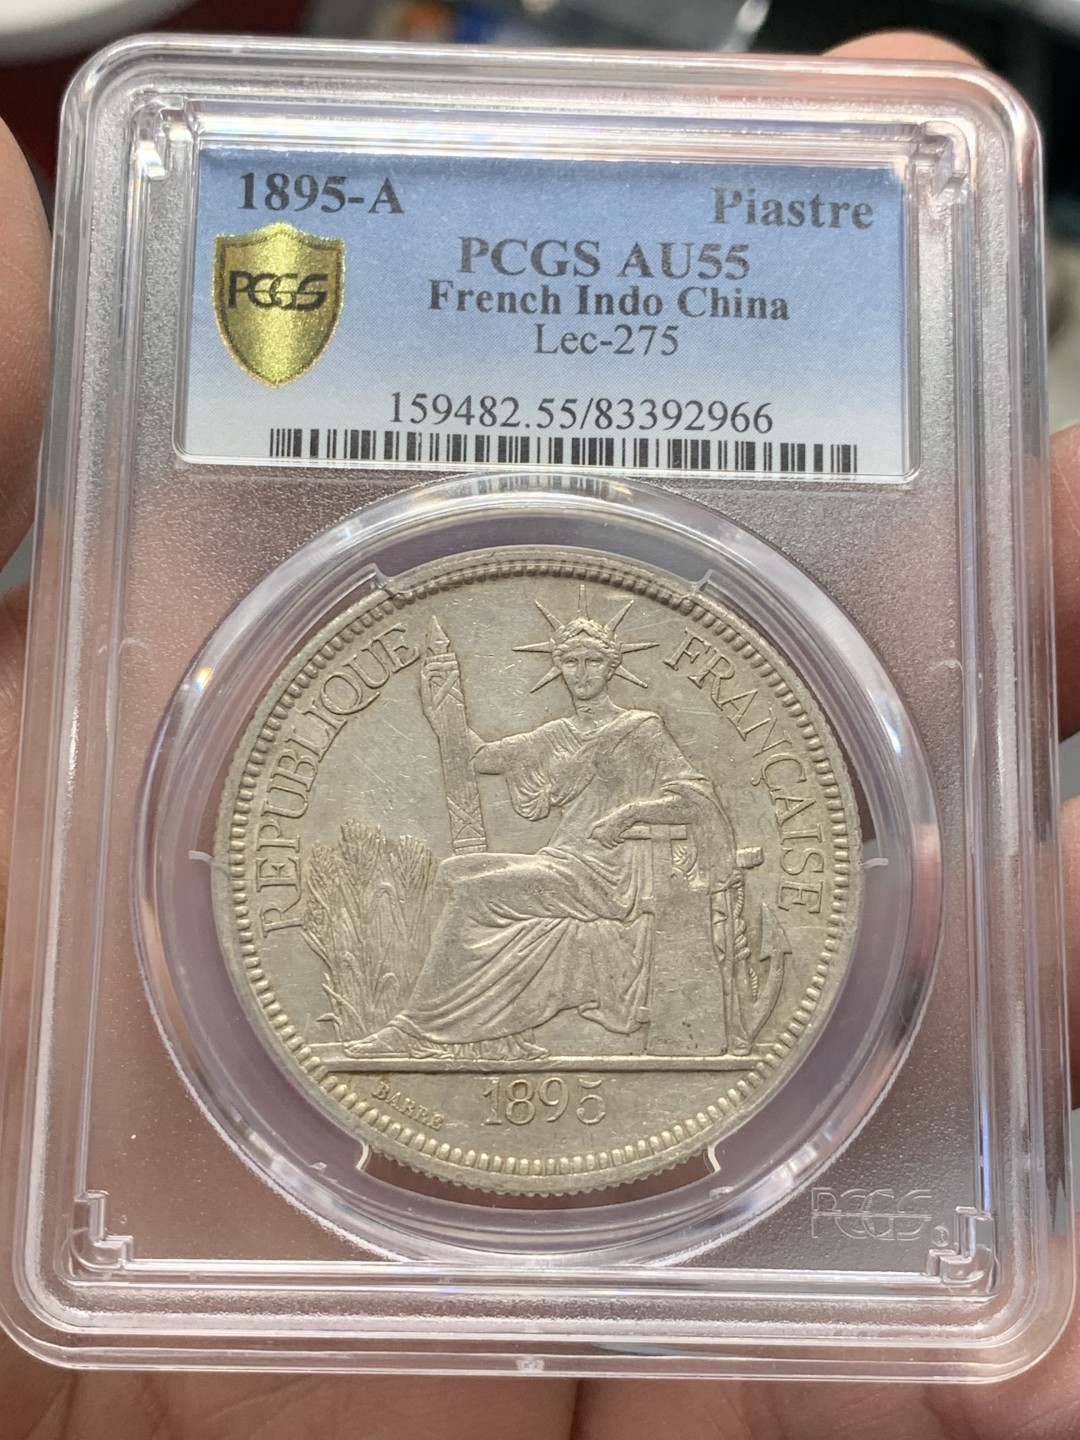 1895-A Piastre
PCGS AU55
PCGS
French Indo China
Lec-275
159482.55/83392966
REPUBLIQUE FRANÇAISE
BARRE
1895
PCGS